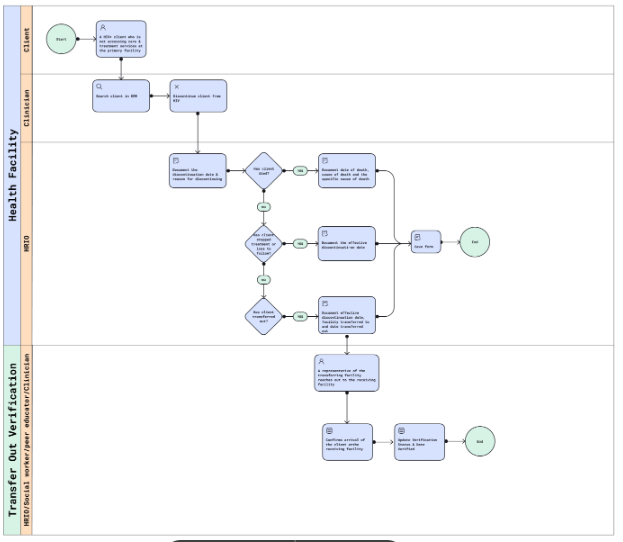 Health Facility
Transfer Out Verification
Client
Clinician
HRIO
HRIO/Social worker/peer educator/Clinician
Start
A HIV+ client who is
not accessing care &
treatment services at
the primary facility
Search client in EMR
Discontinue client from
HIV
Document the
discontinuation date &
reason for discontinuing
Has client
died?
YES
Document date of death,
cause of death and the
specific cause of death
NO
Has client
stopped
treatment or
loss to
follow?
YES
Document the effective
discontinuation date
Save Form
End
NO
Has client
transferred
out?
YES
Document effective
discontinuation date,
facility transferred to
and date transferred
out
A representative of the
transferring facility
reaches out to the receiving
facility
Confirms arrival of
the client at the
receiving facility
Update Verification
Status & Date
Verified
End